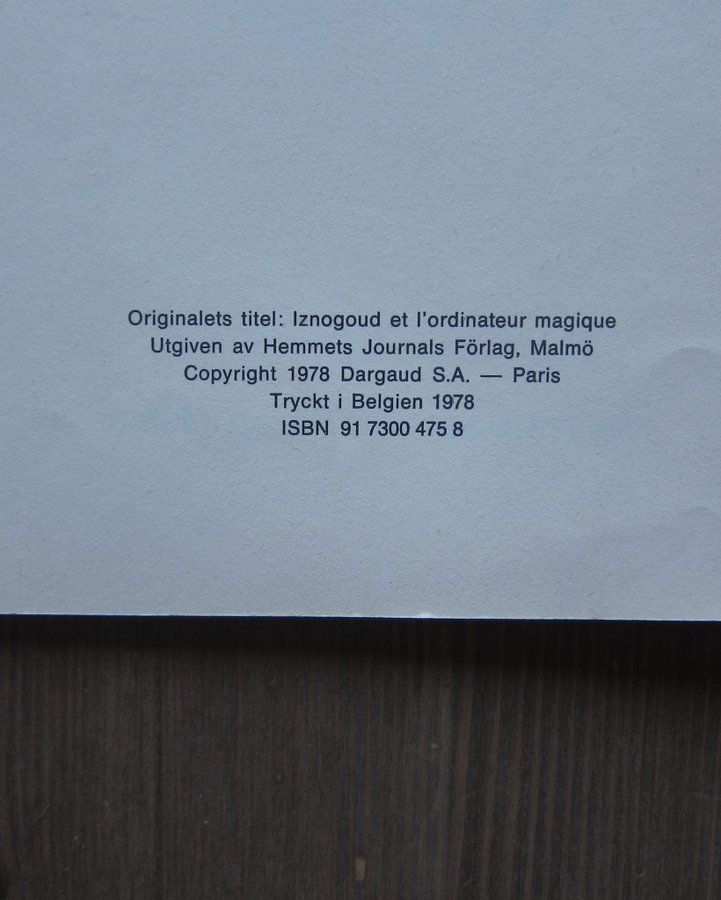 Originalets titel: Iznogoud et l'ordinateur magique
Utgiven av Hemmets Journals Förlag, Malmö
Copyright 1978 Dargaud S.A. — Paris
Tryckt i Belgien 1978
ISBN 91 7300 475 8